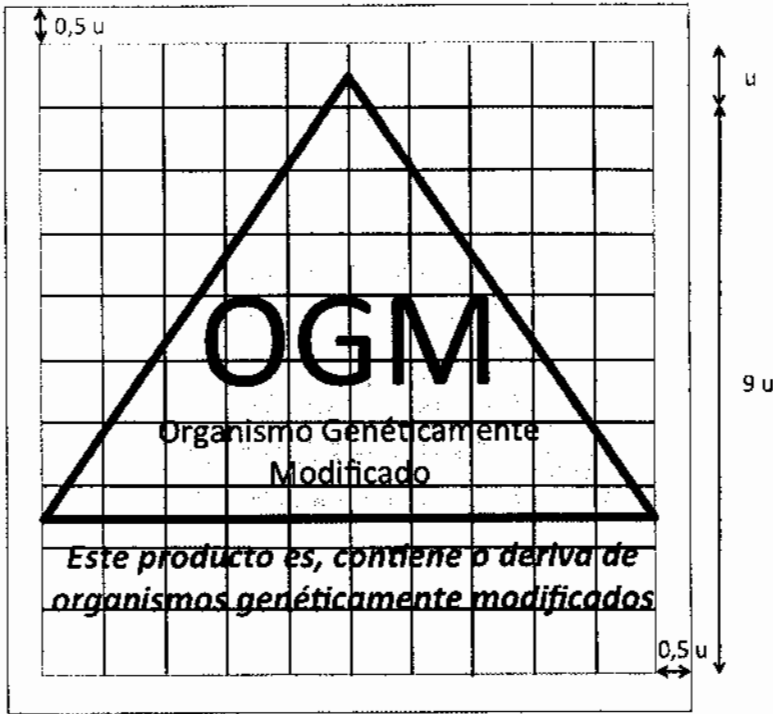 0,5 u
u
OGM
9 u
Organismo Genéticamente
Modificado
Este producto es, contiene o deriva de
organismos genéticamente modificados
0,5 u